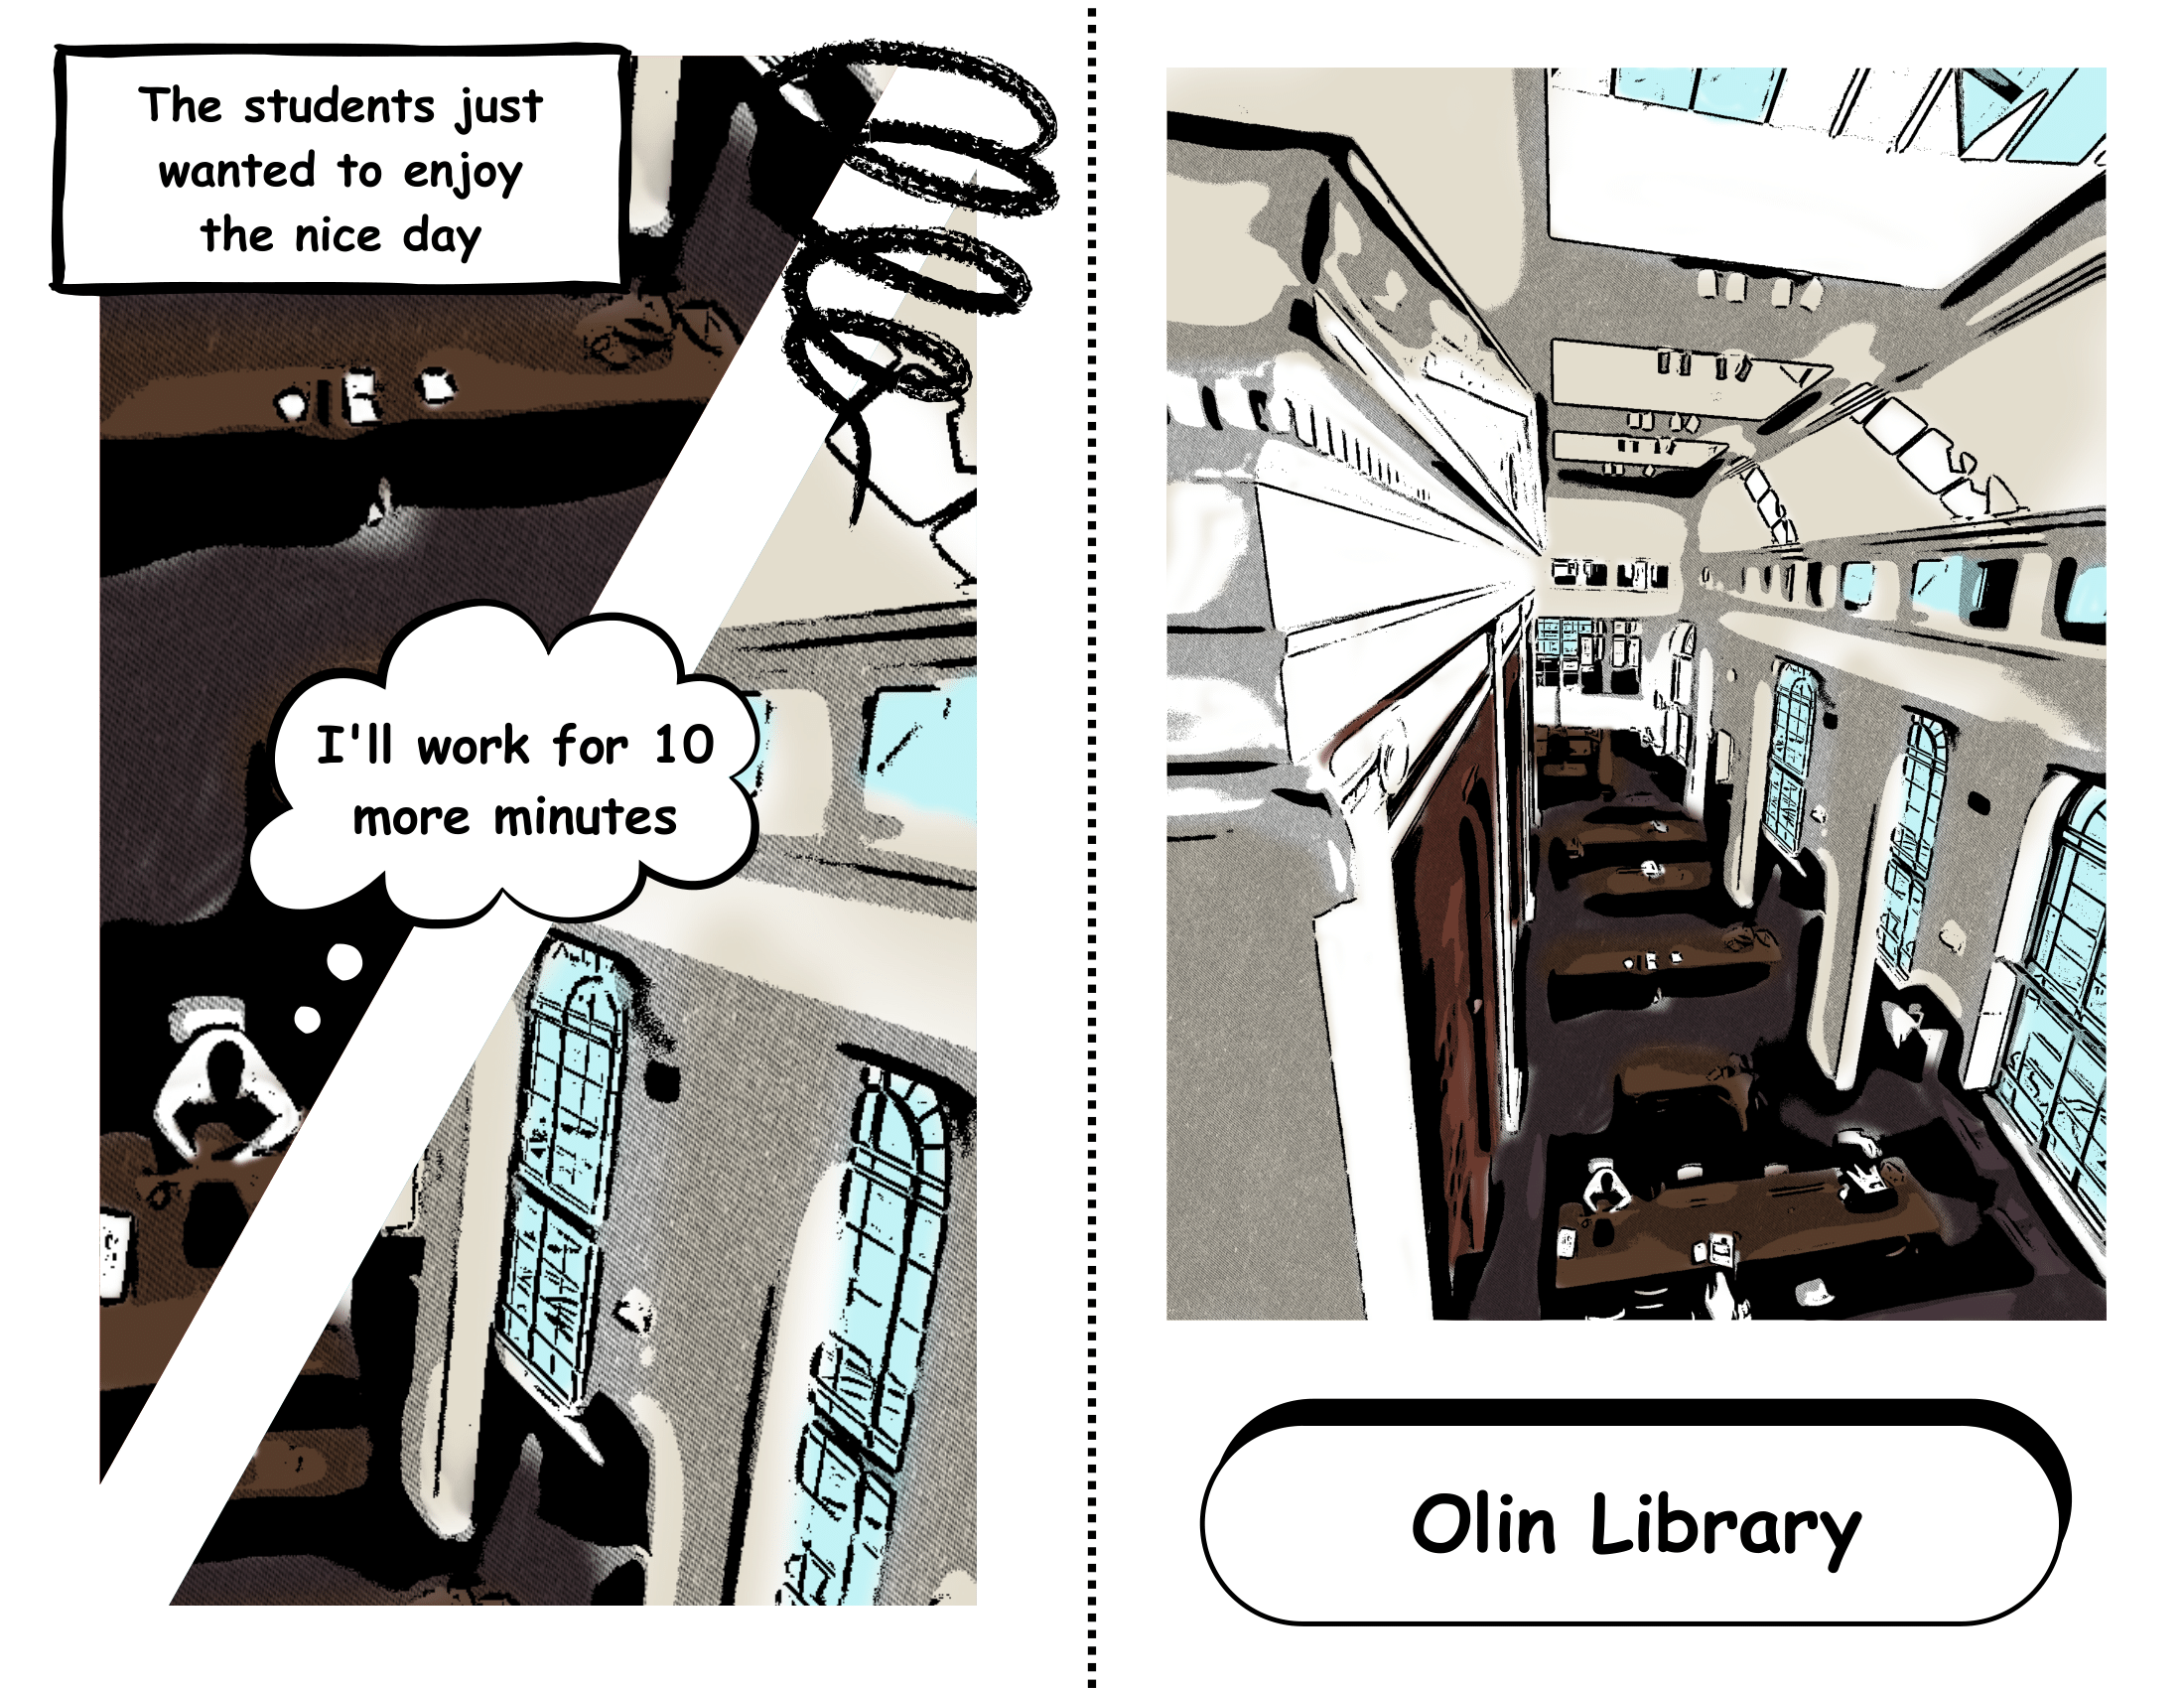 The students just
wanted to enjoy
the nice day
I'll work for 10
more minutes
Olin Library